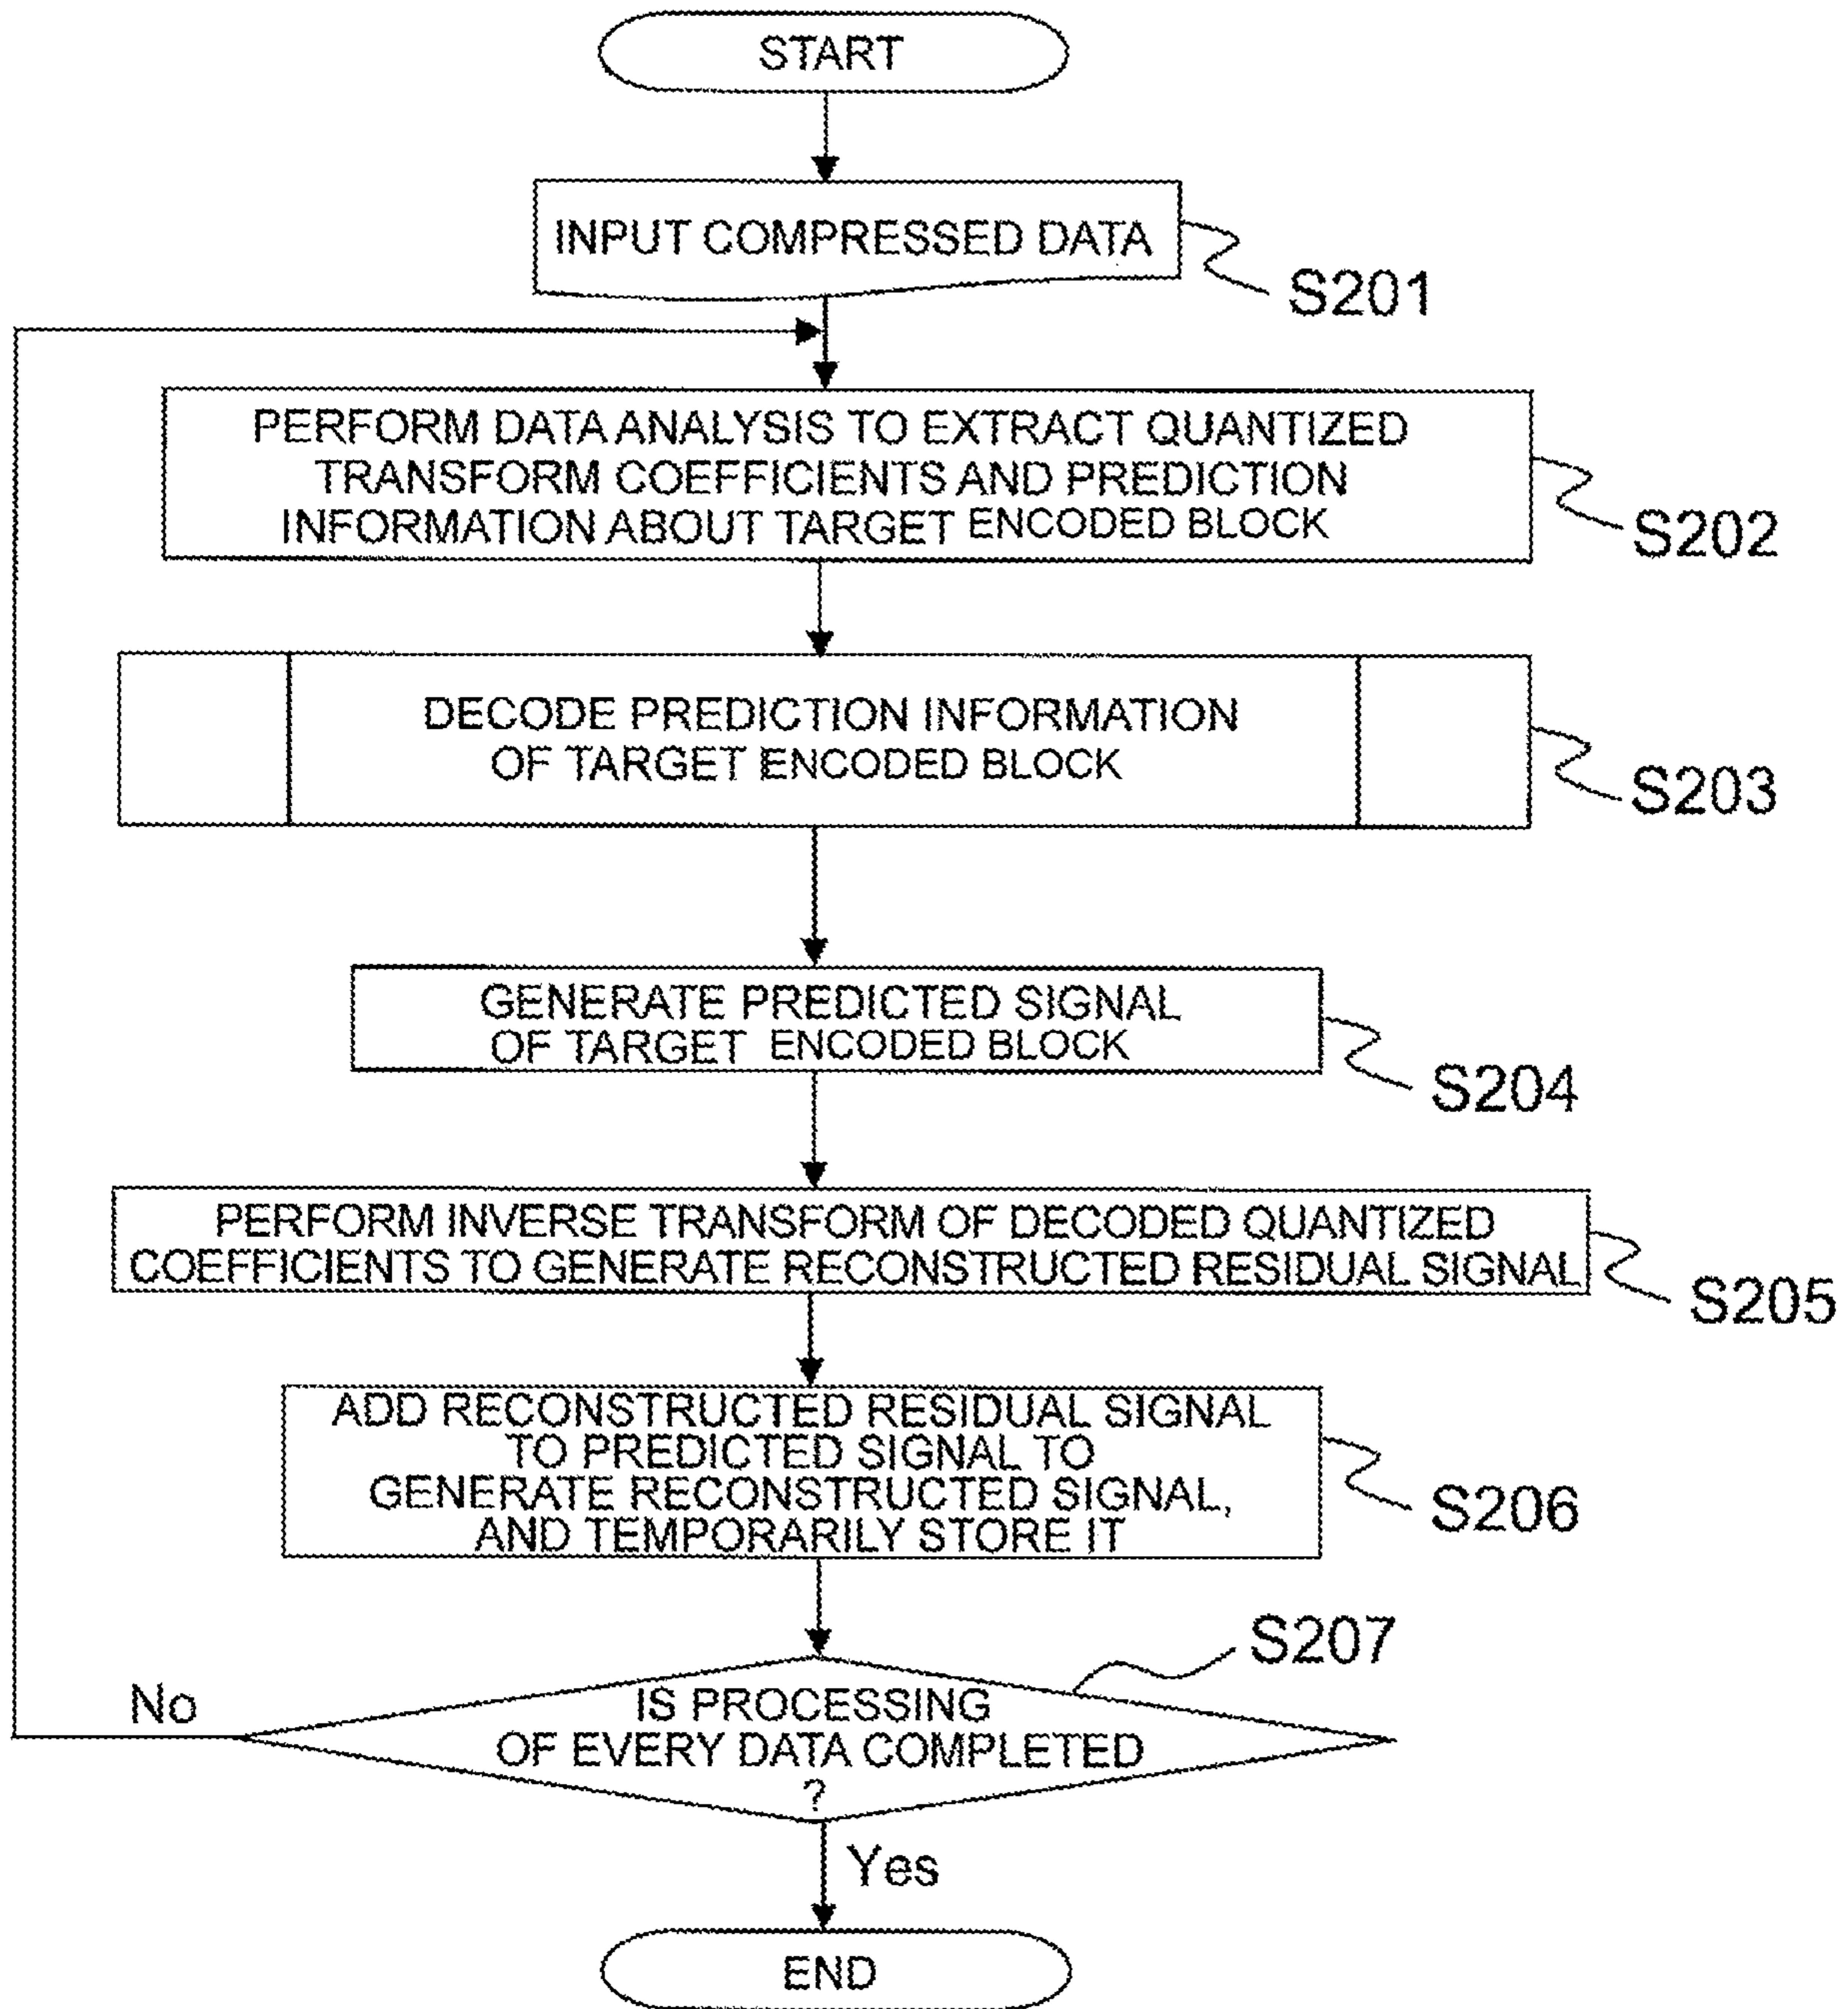 START
INPUT COMPRESSED DATA
S201
PERFORM DATA ANALYSIS TO EXTRACT QUANTIZED
TRANSFORM COEFFICIENTS AND PREDICTION
INFORMATION ABOUT TARGET ENCODED BLOCK
S202
DECODE PREDICTION INFORMATION
OF TARGET ENCODED BLOCK
S203
GENERATE PREDICTED SIGNAL
OF TARGET ENCODED BLOCK
S204
PERFORM INVERSE TRANSFORM OF DECODED QUANTIZED
COEFFICIENTS TO GENERATE RECONSTRUCTED RESIDUAL SIGNAL
S205
ADD RECONSTRUCTED RESIDUAL SIGNAL
TO PREDICTED SIGNAL TO
GENERATE RECONSTRUCTED SIGNAL,
AND TEMPORARILY STORE IT
S206
S207
No
IS PROCESSING
OF EVERY DATA COMPLETED
?
Yes
END